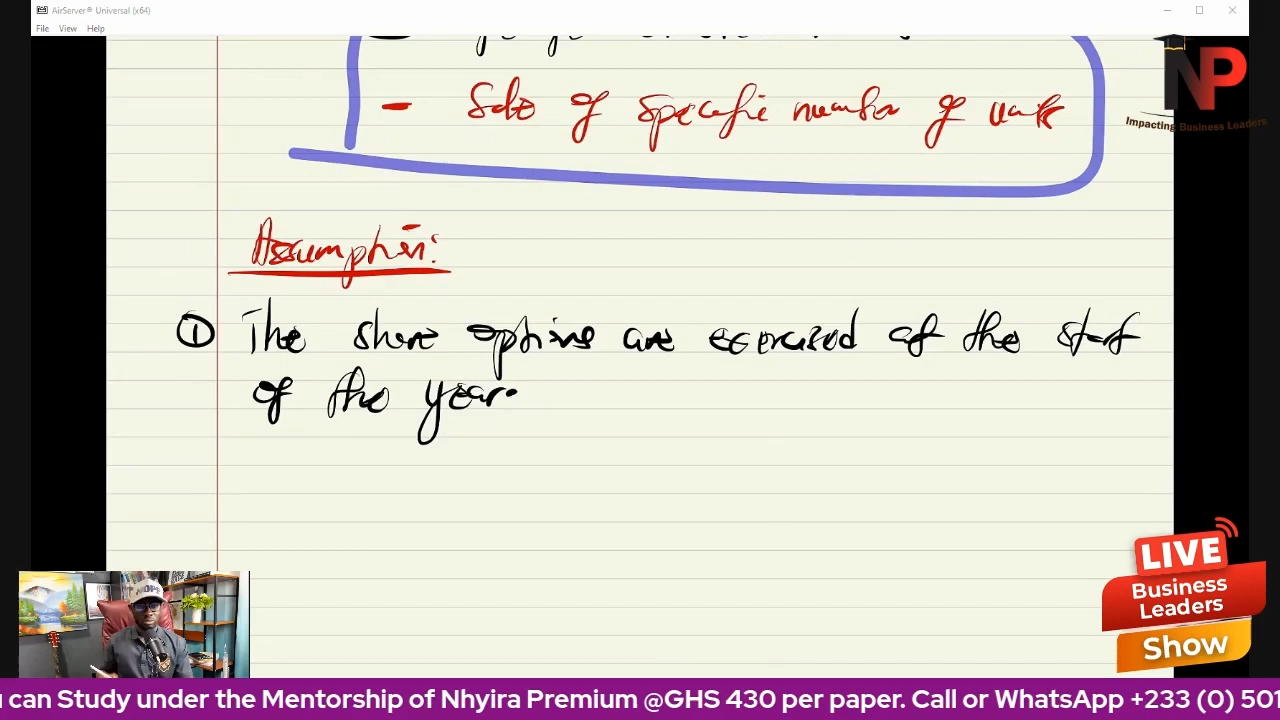 AirServer® Universal (x64)
File View Help
- Sale of specific number of units
NP
Impacting Business Leaders
Assumption:
① The share options are exercised at the start
of the year.
LIVE
Business
Leaders
Show
u can Study under the Mentorship of Nhyira Premium @GHS 430 per paper. Call or WhatsApp +233 (0) 501